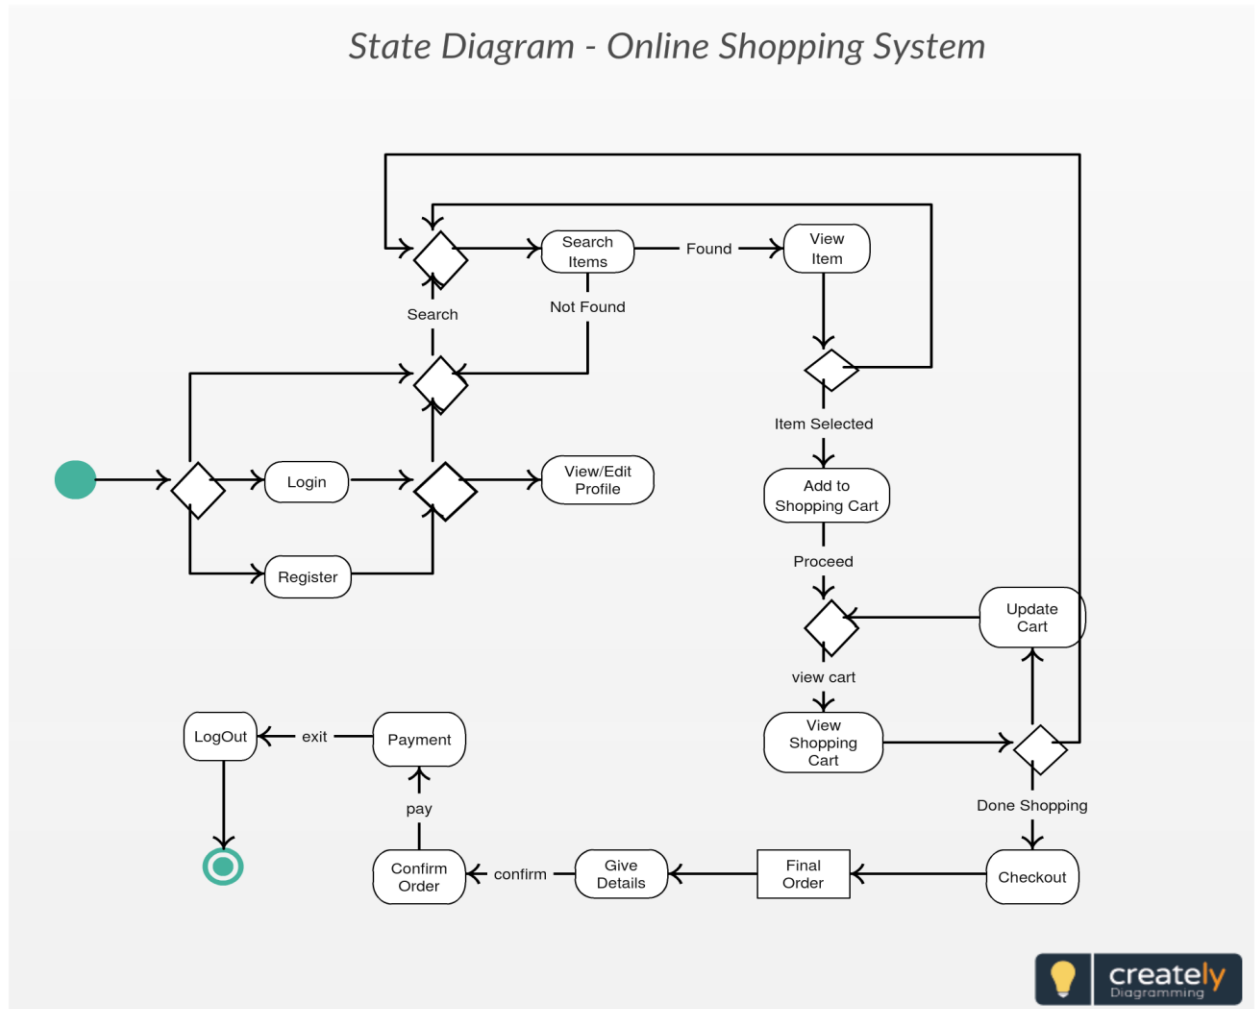 State Diagram - Online Shopping System
Search
Items
Found
View
Item
Not Found
Search
Item Selected
Login
View/Edit
Profile
Add to
Shopping Cart
Register
Proceed
Update
Cart
view cart
LogOut
exit
Payment
View
Shopping
Cart
pay
Done Shopping
Confirm
Order
confirm
Give
Details
Final
Order
Checkout
creately
Diagramming